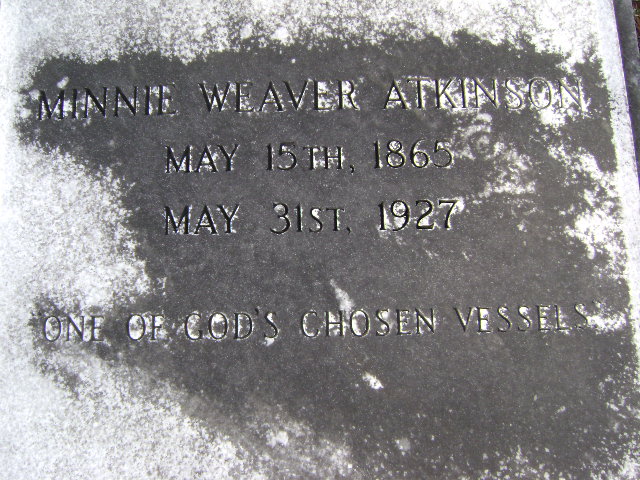 MINNIE WEAVER ATKINSON
MAY 15TH, 1865
MAY 31ST, 1927
"ONE OF GOD'S CHOSEN VESSELS"